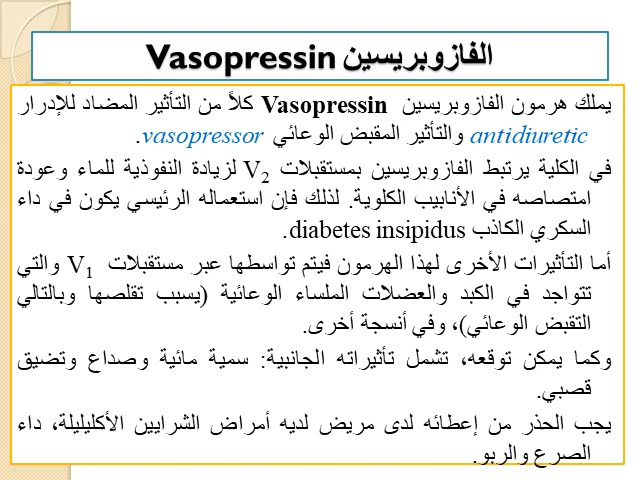 الفازوبريسين Vasopressin
يملك هرمون الفازوبريسين Vasopressin كلاً من التأثير المضاد للإدرار
antidiuretic والتأثير المقبض الوعائي vasopressor.
في الكلية يرتبط الفازوبريسين بمستقبلات V2 لزيادة النفوذية للماء وعودة
امتصاصه في الأنابيب الكلوية. لذلك فإن استعماله الرئيسي يكون في داء
السكري الكاذب diabetes insipidus.
أما التأثيرات الأخرى لهذا الهرمون فيتم تواسطها عبر مستقبلات V1 والتي
تتواجد في الكبد والعضلات الملساء الوعائية (يسبب تقلصها وبالتالي
التقبض الوعائي)، وفي أنسجة أخرى.
وكما يمكن توقعه، تشمل تأثيراته الجانبية: سمية مائية وصداع وتضيق
قصبي.
يجب الحذر من إعطائه لدى مريض لديه أمراض الشرايين الأكليليلة، داء
الصرع والربو.